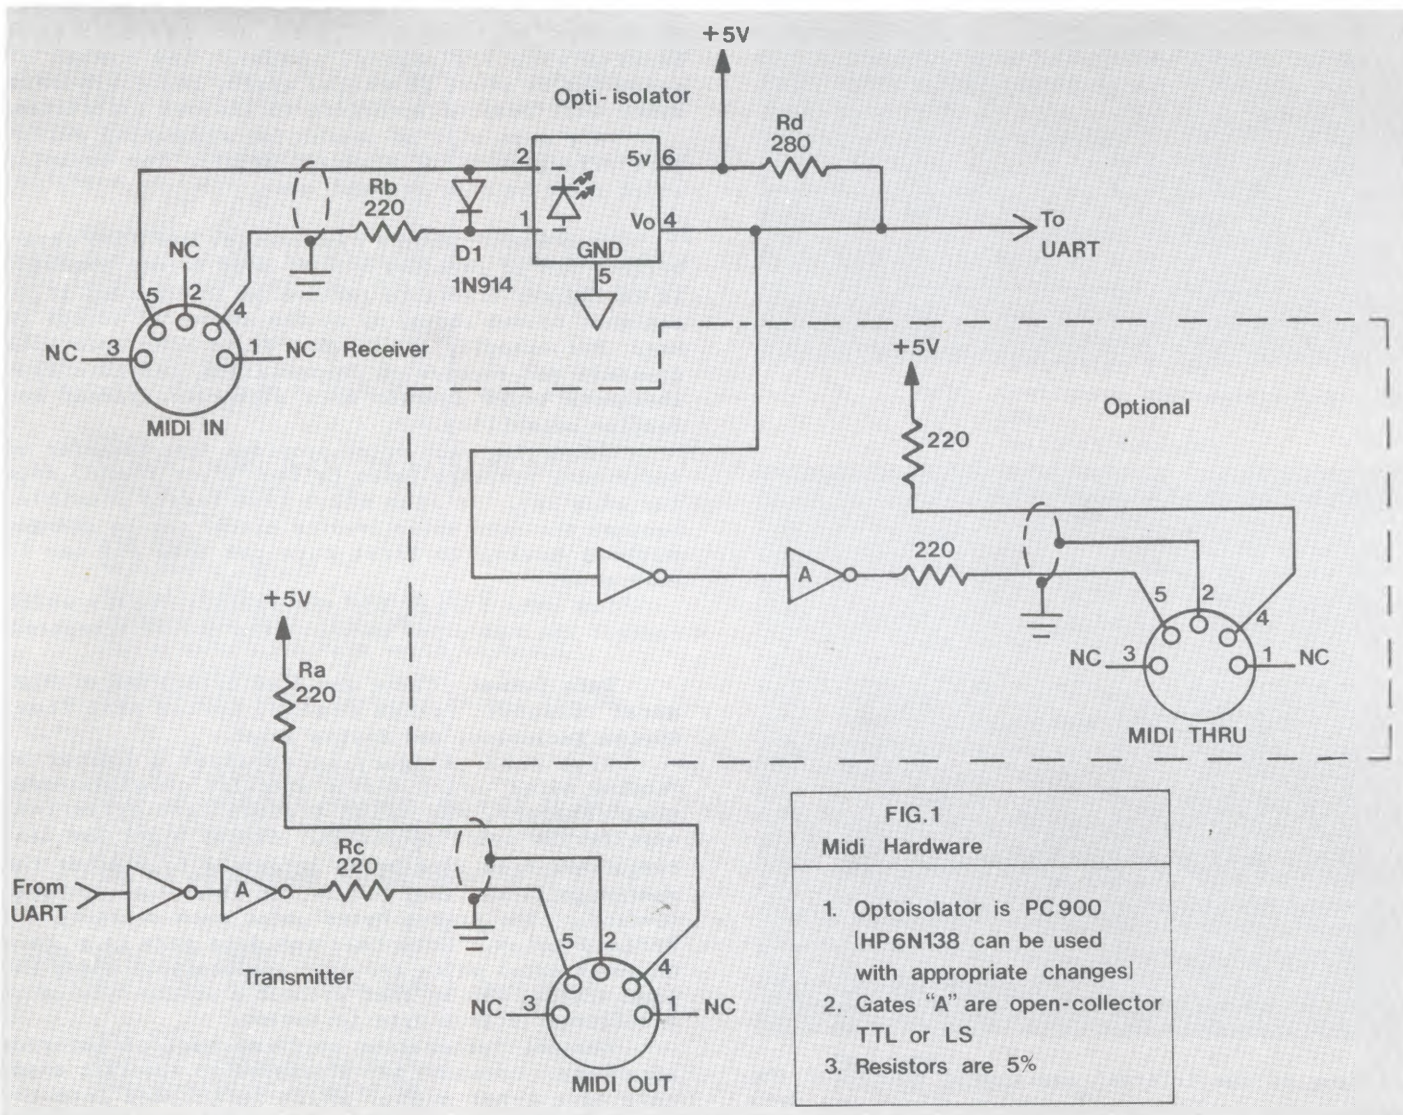 +5V
Opti-isolator
Rd
280
2
5v
6
Rb
220
1
Vo
4
To
UART
NC
D1
GND
1N914
5
5
2
4
NC
3
1
NC
Receiver
MIDI IN
+5V
Optional
220
220
A
5
2
4
NC
3
1
NC
MIDI THRU
+5V
Ra
220
FIG.1
Midi Hardware
1. Optoisolator is PC900
(HP6N138 can be used
with appropriate changes)
2. Gates "A" are open-collector
TTL or LS
3. Resistors are 5%
Rc
220
From
UART
A
Transmitter
5
2
4
NC
3
1
NC
MIDI OUT